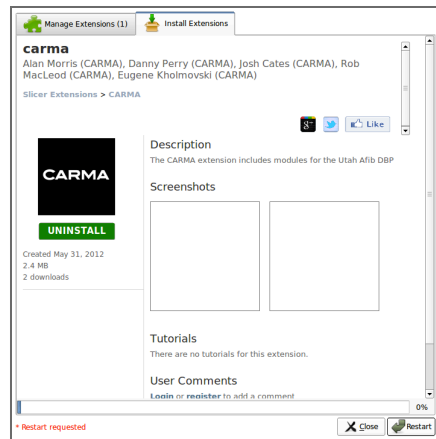 Manage Extensions (1)
Install Extensions
carma
Alan Morris (CARMA), Danny Perry (CARMA), Josh Cates (CARMA), Rob
MacLeod (CARMA), Eugene Kholmovski (CARMA)
Slicer Extensions > CARMA
Like
CARMA
UNINSTALL
Created May 31, 2012
2.4 MB
2 downloads
Description
The CARMA extension includes modules for the Utah Afib DBP
Screenshots
Tutorials
There are no tutorials for this extension.
User Comments
Login or register to add a comment
0%
* Restart requested
Close
Restart